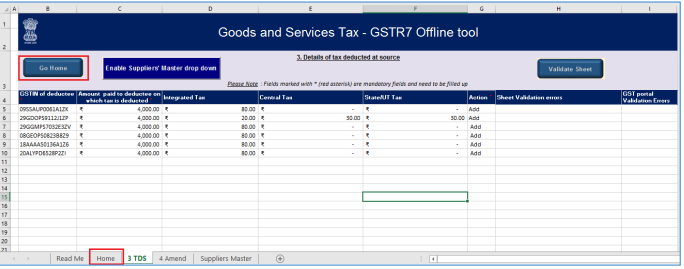 Goods and Services Tax - GSTR7 Offline tool
3. Details of tax deducted at source
Go Home
Enable Suppliers' Master drop down
Validate Sheet
Please Note : Fields marked with * (red asterisk) are mandatory fields and need to be filled up
GSTIN of deductee Amount paid to deductee on which tax is deducted Integrated Tax Central Tax State/UT Tax Action Sheet Validation errors GST portal Validation Errors
₹ 4,000.00 ₹ 80.00 ₹ - ₹ - Add
₹ 4,000.00 ₹ 20.00 ₹ 30.00 ₹ 30.00 Add
₹ 4,000.00 ₹ 80.00 ₹ - ₹ - Add
₹ 4,000.00 ₹ 80.00 ₹ - ₹ - Add
₹ 4,000.00 ₹ 80.00 ₹ - ₹ - Add
₹ 4,000.00 ₹ 80.00 ₹ - ₹ - Add
Read Me Home 3 TDS 4 Amend Suppliers Master